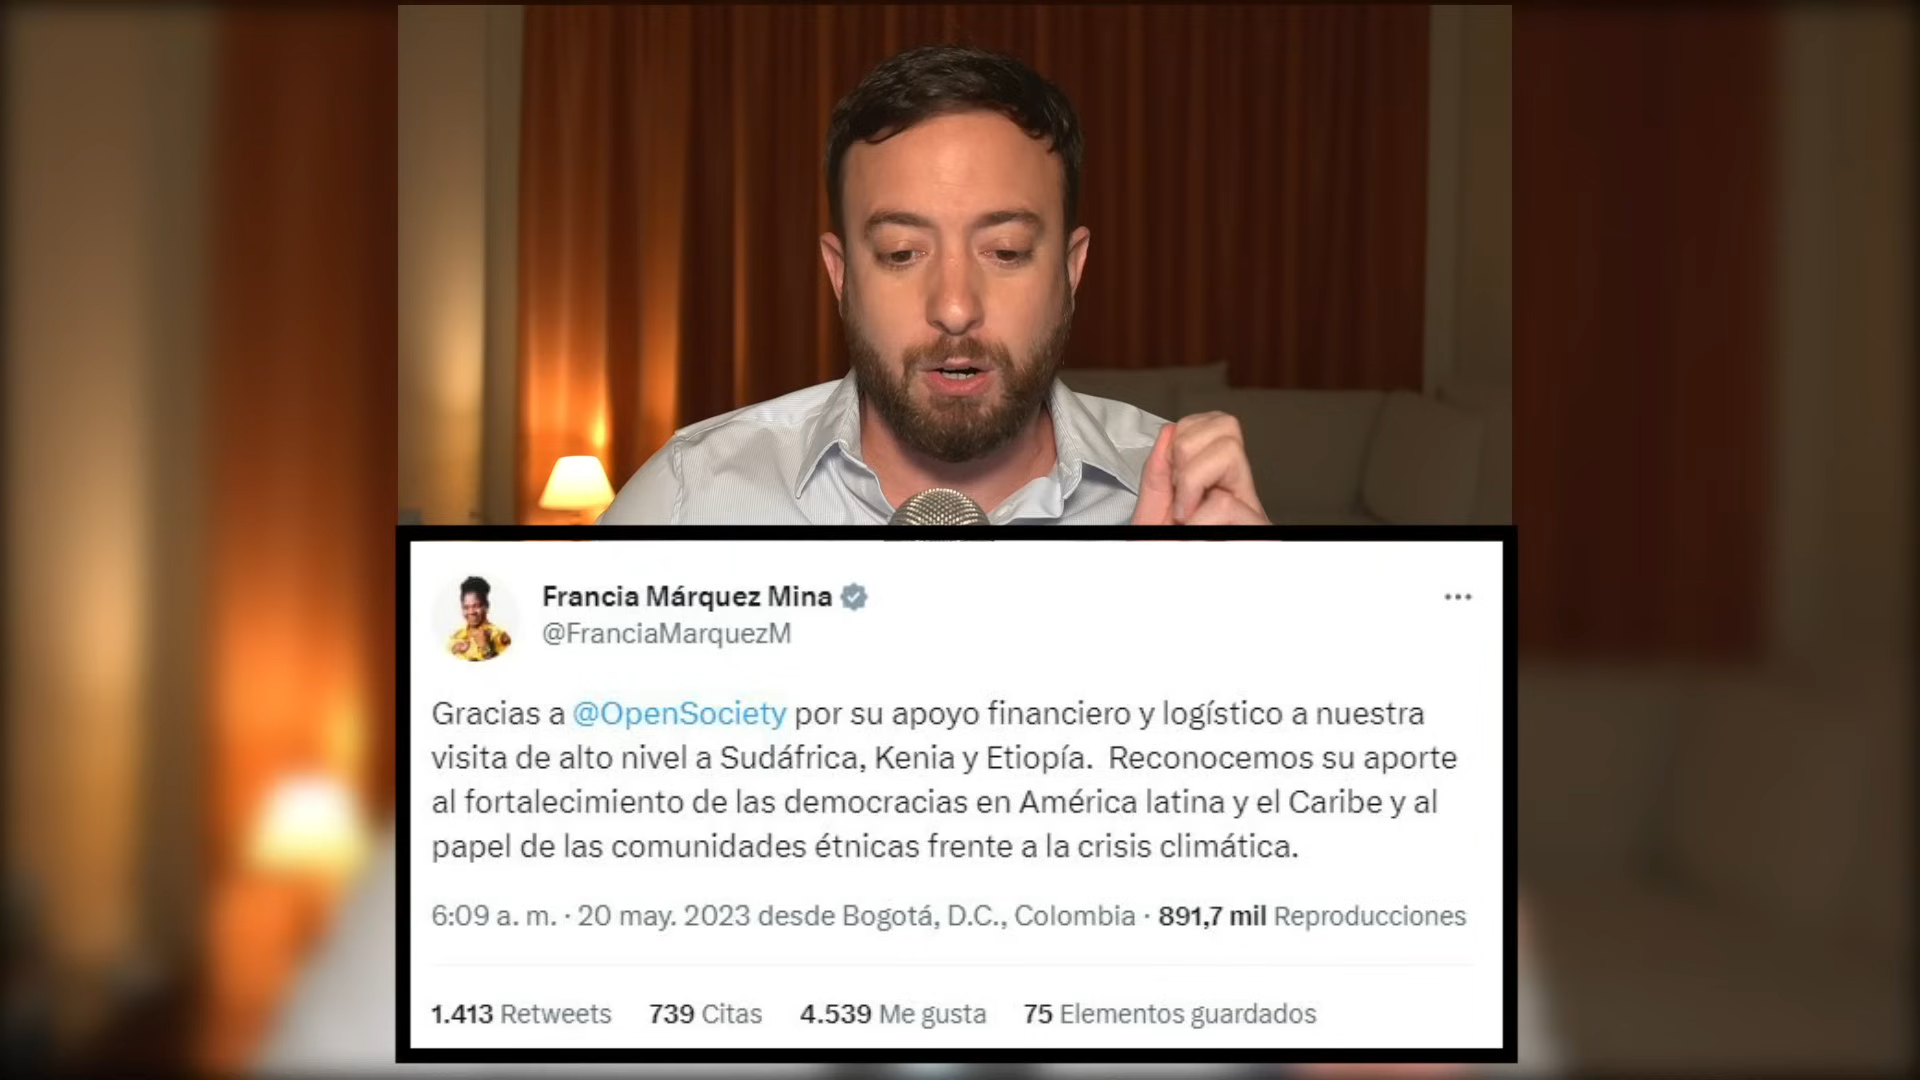 Francia Márquez Mina
@FranciaMarquezM
Gracias a @OpenSociety por su apoyo financiero y logístico a nuestra
visita de alto nivel a Sudáfrica, Kenia y Etiopía. Reconocemos su aporte
al fortalecimiento de las democracias en América latina y el Caribe y al
papel de las comunidades étnicas frente a la crisis climática.
6:09 a. m. · 20 may. 2023 desde Bogotá, D.C., Colombia · 891,7 mil Reproducciones
1.413 Retweets 739 Citas 4.539 Me gusta 75 Elementos guardados